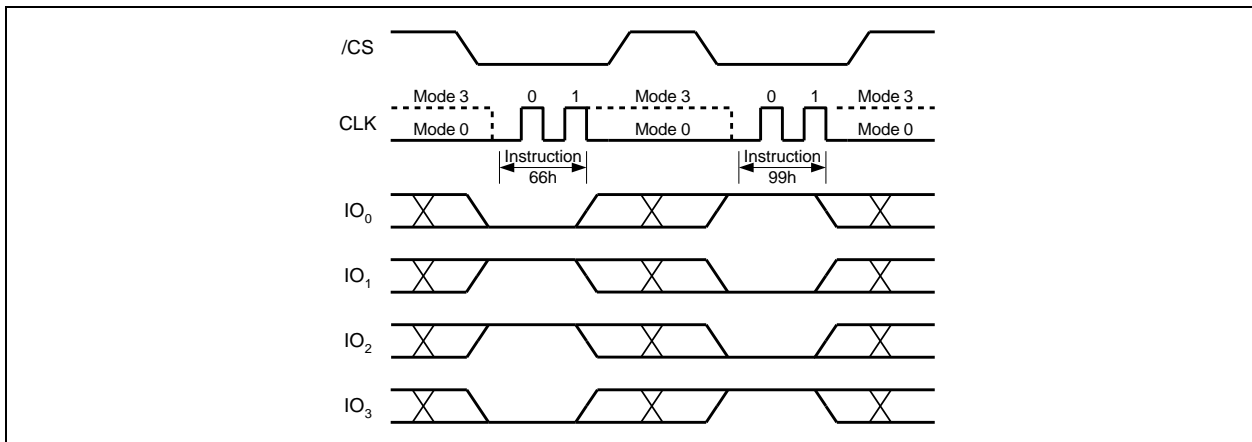 /CS
Mode 3 0 1 Mode 3 0 1 Mode 3
CLK
Mode 0 Mode 0 Mode 0
Instruction Instruction
66h 99h
IO0
IO1
IO2
IO3